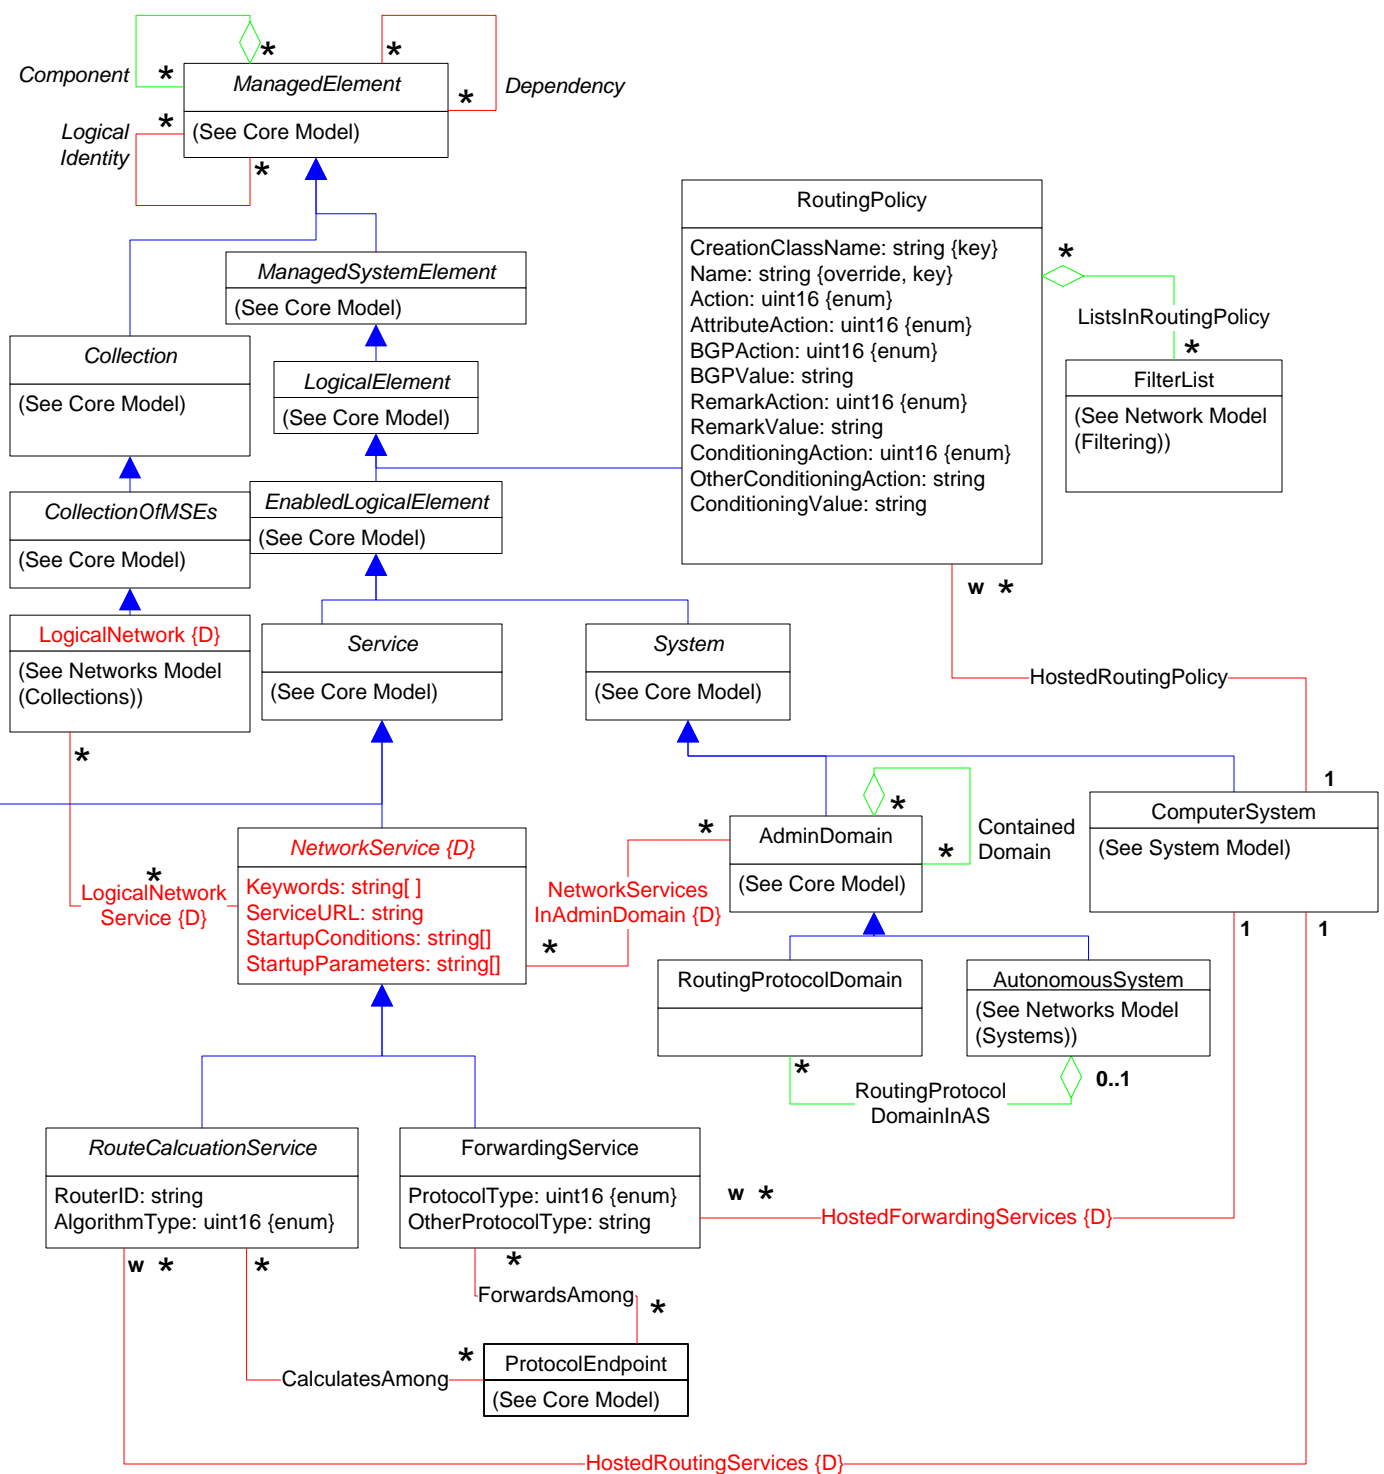 Component
*
*
ManagedElement
(See Core Model)
*
*
Dependency
Logical
Identity
*
*
ManagedSystemElement
(See Core Model)
Collection
(See Core Model)
LogicalElement
(See Core Model)
RoutingPolicy
CreationClassName: string {key}
Name: string {override, key}
Action: uint16 {enum}
AttributeAction: uint16 {enum}
BGPAction: uint16 {enum}
BGPValue: string
RemarkAction: uint16 {enum}
RemarkValue: string
ConditioningAction: uint16 {enum}
OtherConditioningAction: string
ConditioningValue: string
*
ListsInRoutingPolicy
*
FilterList
(See Network Model
(Filtering))
CollectionOfMSEs
(See Core Model)
EnabledLogicalElement
(See Core Model)
w *
HostedRoutingPolicy
1
LogicalNetwork {D}
(See Networks Model
(Collections))
*
Service
(See Core Model)
System
(See Core Model)
*
LogicalNetwork
Service {D}
NetworkService {D}
Keywords: string[ ]
ServiceURL: string
StartupConditions: string[]
StartupParameters: string[]
*
NetworkServices
InAdminDomain {D}
*
AdminDomain
(See Core Model)
*
*
Contained
Domain
ComputerSystem
(See System Model)
1
1
RoutingProtocolDomain
AutonomousSystem
(See Networks Model
(Systems))
*
RoutingProtocol
DomainInAS
0..1
RouteCalcuationService
RouterID: string
AlgorithmType: uint16 {enum}
ForwardingService
ProtocolType: uint16 {enum}
OtherProtocolType: string
w *
HostedForwardingServices {D}
w *
*
*
ForwardsAmong
*
CalculatesAmong
*
ProtocolEndpoint
(See Core Model)
HostedRoutingServices {D}